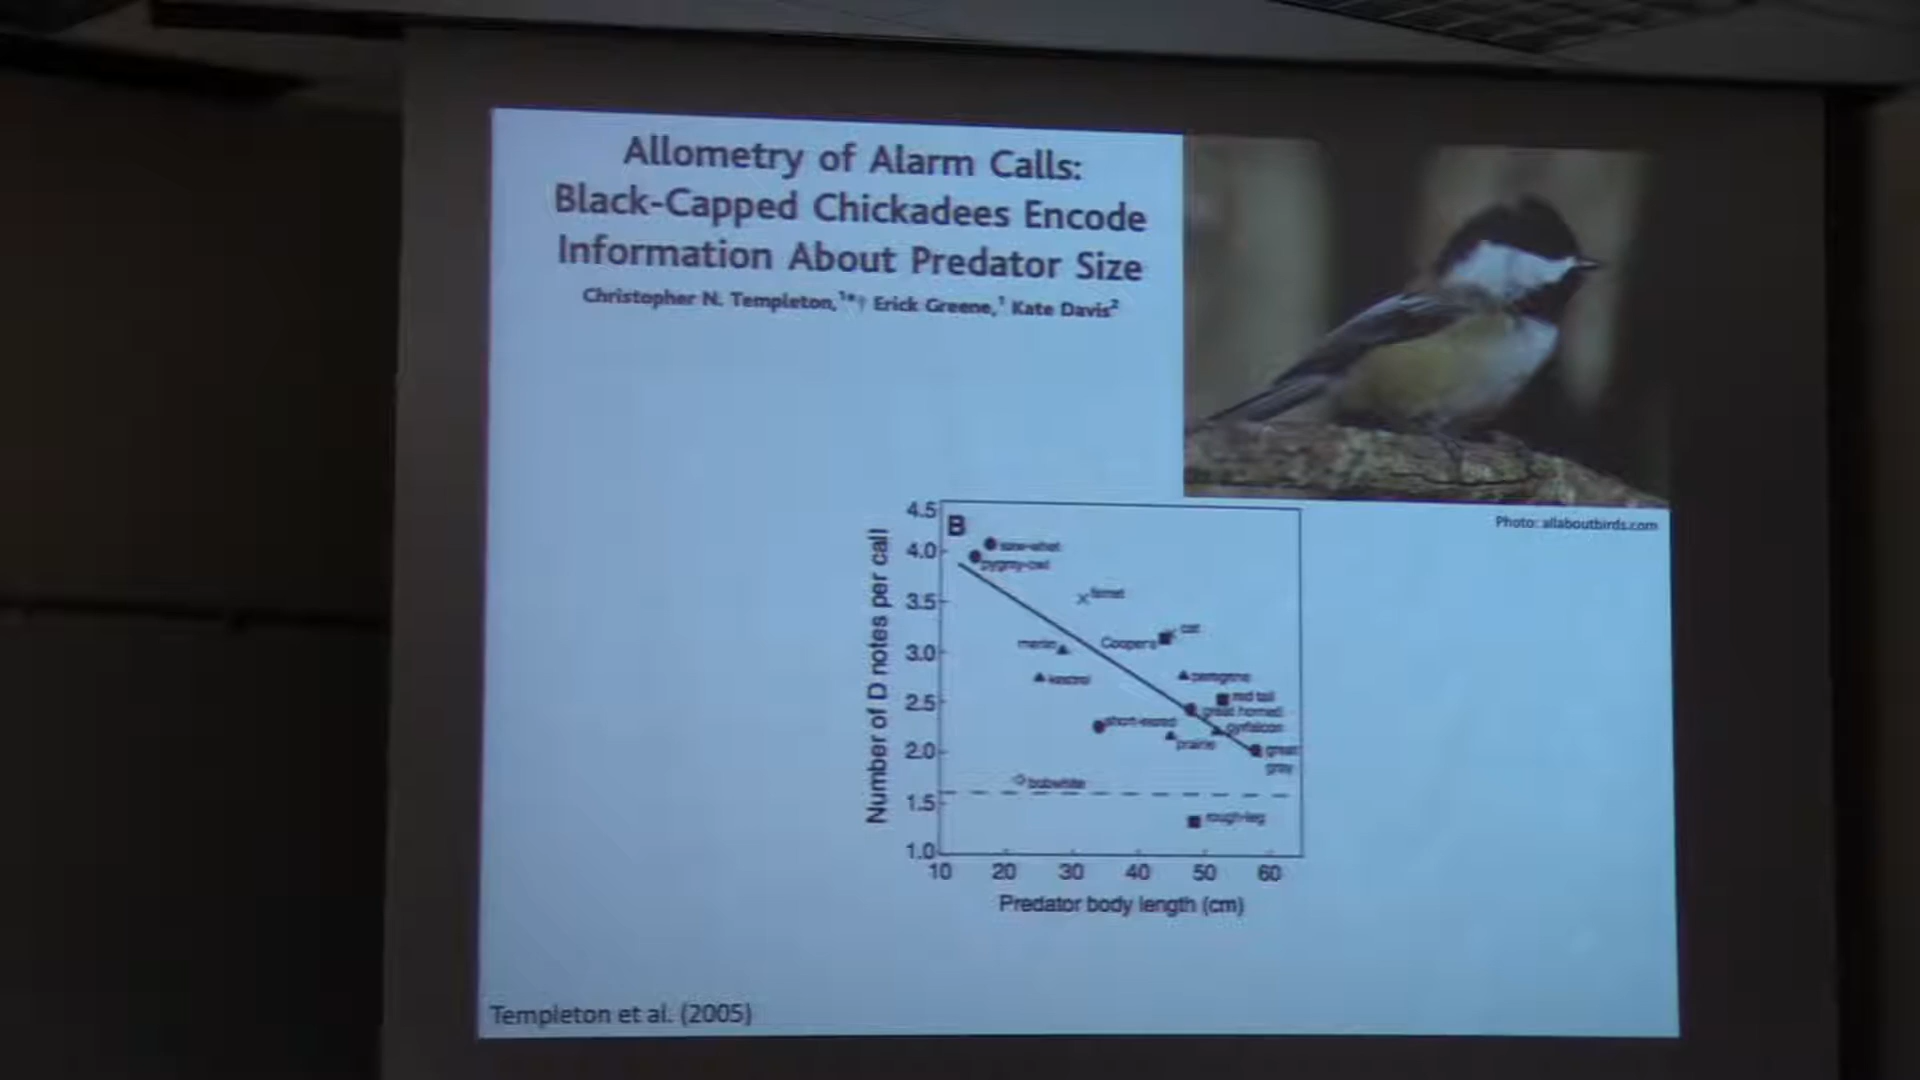 Allometry of Alarm Calls:
Black-Capped Chickadees Encode
Information About Predator Size
Christopher N. Templeton,¹*† Erick Greene,¹ Kate Davis²
Photo: allaboutbirds.com
Number of D notes per call
4.5
4.0
3.5
3.0
2.5
2.0
1.5
1.0
B
saw-whet
pygmy-owl
ferret
cat
Coopers
merlin
kestrel
peregrine
red tail
great horned
short-eared
gyrfalcon
prairie
great
gray
bobwhite
rough-leg
10 20 30 40 50 60
Predator body length (cm)
Templeton et al. (2005)